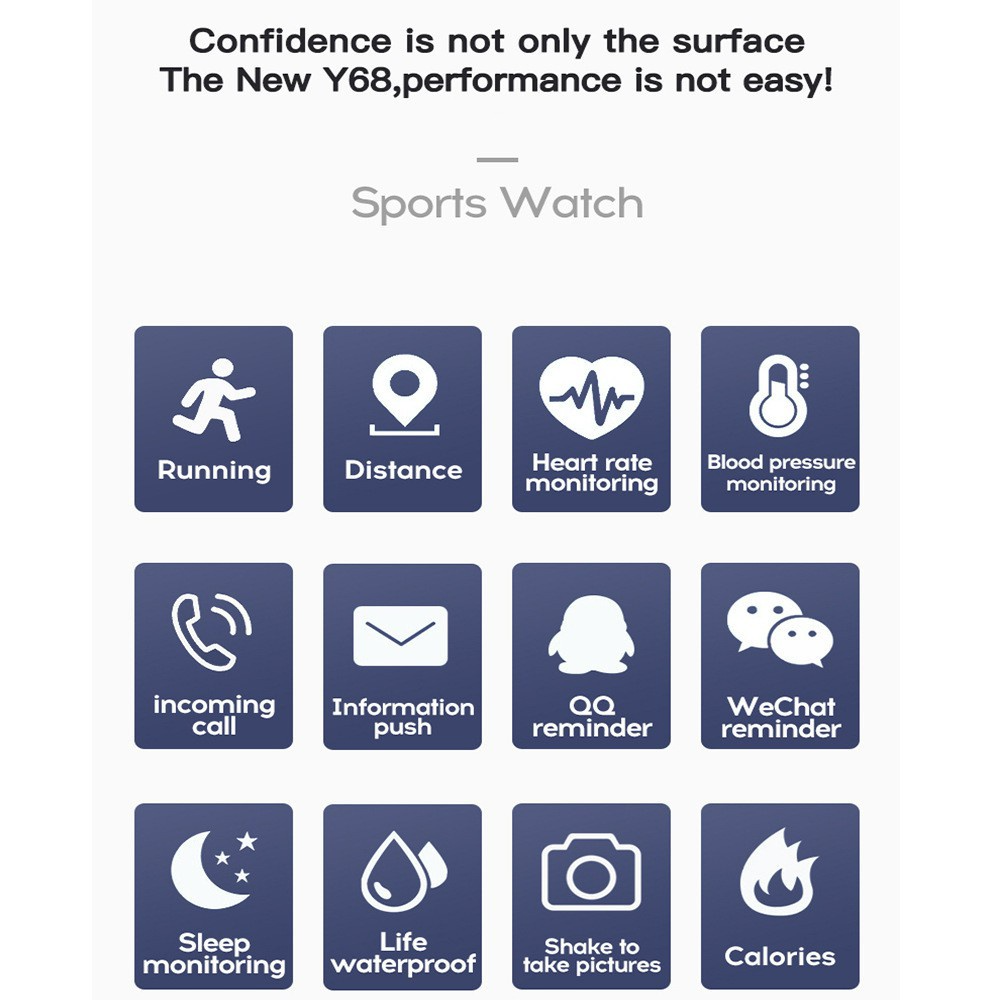 Confidence is not only the surface
The New Y68,performance is not easy!
Sports Watch
Running
Distance
Heart rate
monitoring
Blood pressure
monitoring
incoming
call
Information
push
QQ
reminder
WeChat
reminder
Sleep
monitoring
Life
waterproof
Shake to
take pictures
Calories